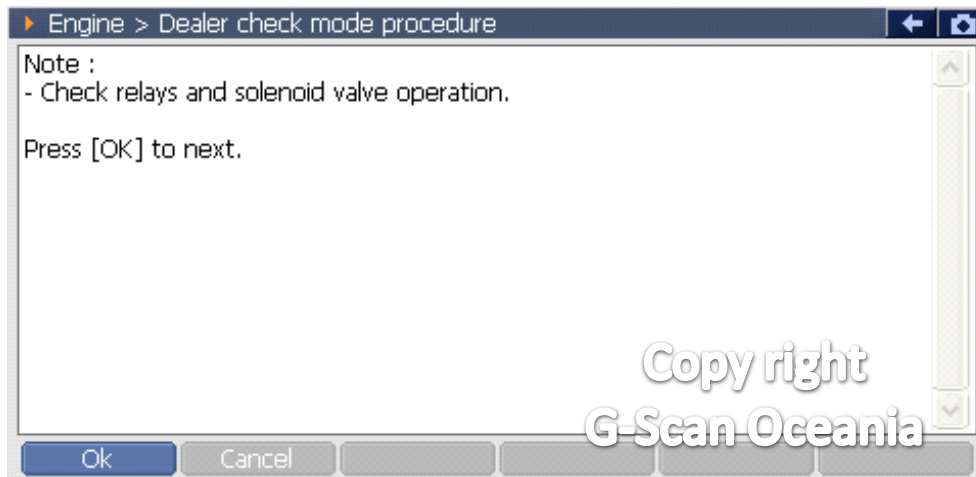 Engine > Dealer check mode procedure
Note :
- Check relays and solenoid valve operation.
Press [OK] to next.
Copy right
G-Scan Oceania
Ok
Cancel